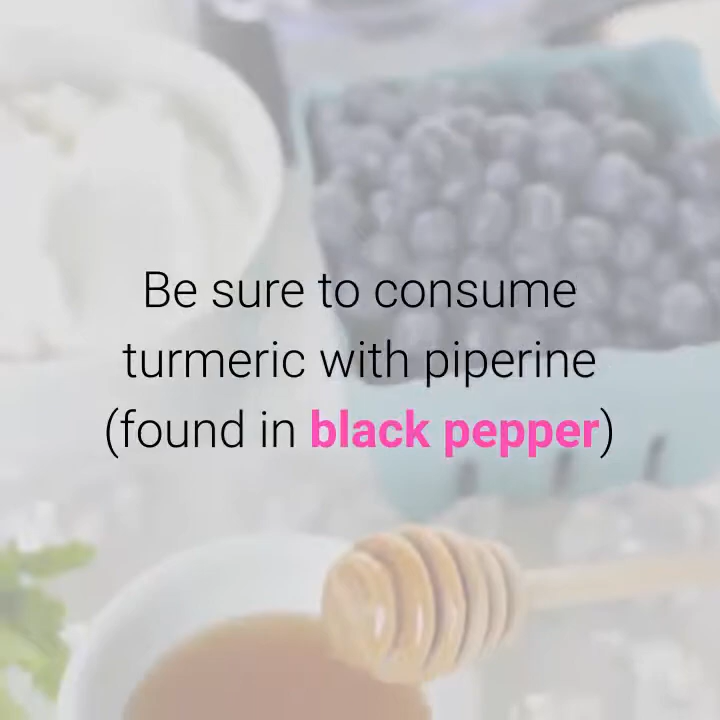 Be sure to consume
turmeric with piperine
(found in black pepper)